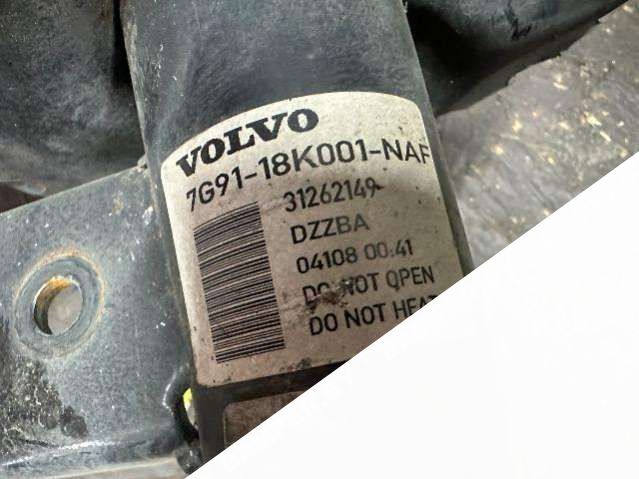 VOLVO
7G91-18K001-NAF
31262149
DZZBA
04108 00:41
DO NOT OPEN
DO NOT HEAT